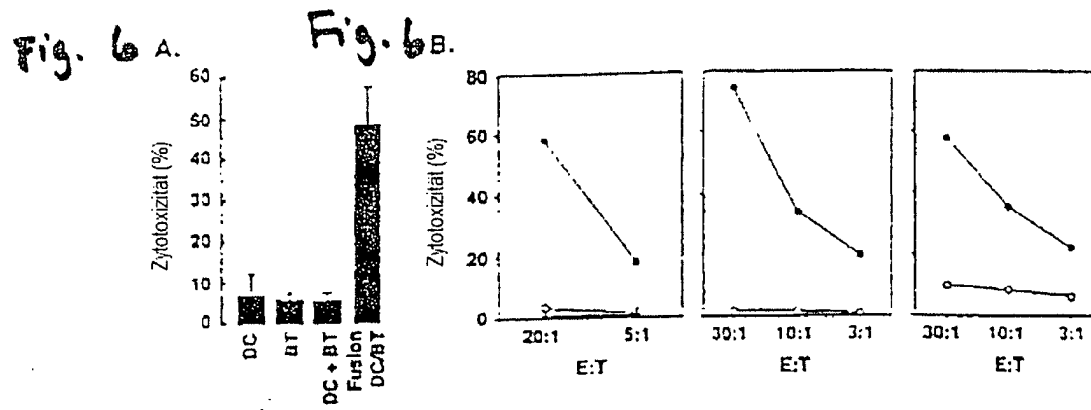 Fig. 6 A.
60
50
40
30
20
10
0
Zytotoxizität (%)
DC
BT
DC + BT
Fusion
DC/BT
Fig. 6 B.
80
60
40
20
0
Zytotoxizität (%)
20:1 5:1
E:T
30:1 10:1 3:1
E:T
30:1 10:1 3:1
E:T